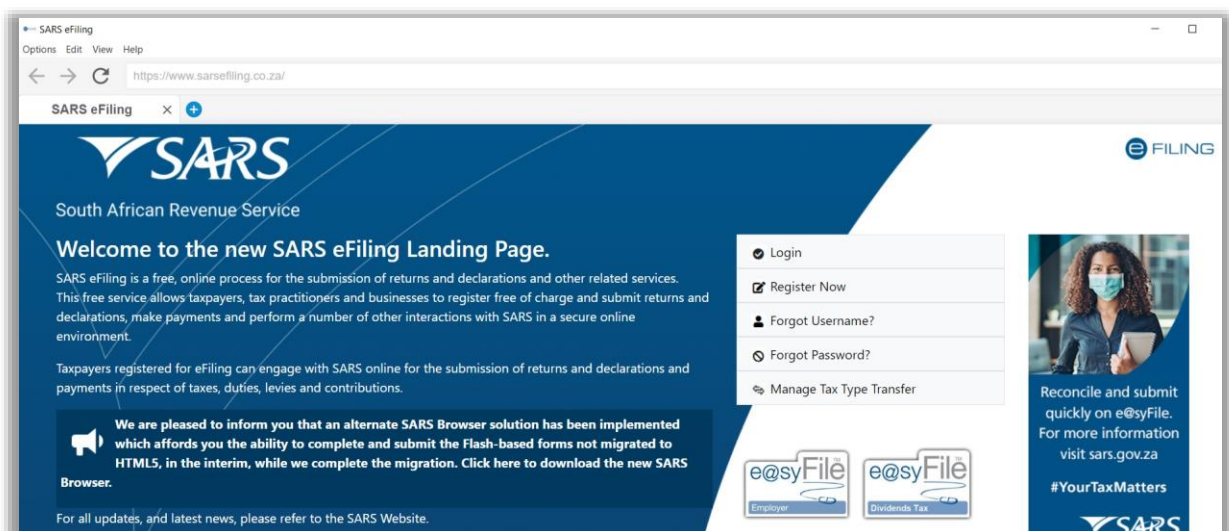 SARS eFiling
Options Edit View Help
https://www.sarsefiling.co.za/
SARS eFiling
SARS
South African Revenue Service
e FILING
Welcome to the new SARS eFiling Landing Page.
SARS eFiling is a free, online process for the submission of returns and declarations and other related services.
This free service allows taxpayers, tax practitioners and businesses to register free of charge and submit returns and
declarations, make payments and perform a number of other interactions with SARS in a secure online
environment.
Taxpayers registered for eFiling can engage with SARS online for the submission of returns and declarations and
payments in respect of taxes, duties, levies and contributions.
We are pleased to inform you that an alternate SARS Browser solution has been implemented
which affords you the ability to complete and submit the Flash-based forms not migrated to
HTML5, in the interim, while we complete the migration. Click here to download the new SARS
Browser.
For all updates, and latest news, please refer to the SARS Website.
Login
Register Now
Forgot Username?
Forgot Password?
Manage Tax Type Transfer
e@syFile™
Employer
e@syFile™
Dividends Tax
Reconcile and submit
quickly on e@syFile.
For more information
visit sars.gov.za
#YourTaxMatters
SARS